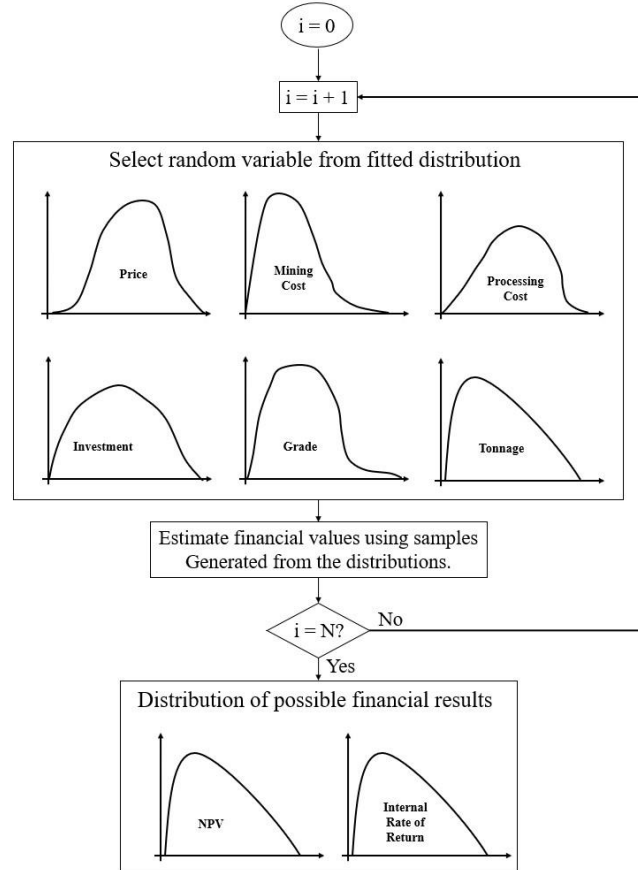 i = 0
i = i + 1
Select random variable from fitted distribution
Price
Mining
Cost
Processing
Cost
Investment
Grade
Tonnage
Estimate financial values using samples
Generated from the distributions.
i = N?
No
Yes
Distribution of possible financial results
NPV
Internal
Rate of
Return